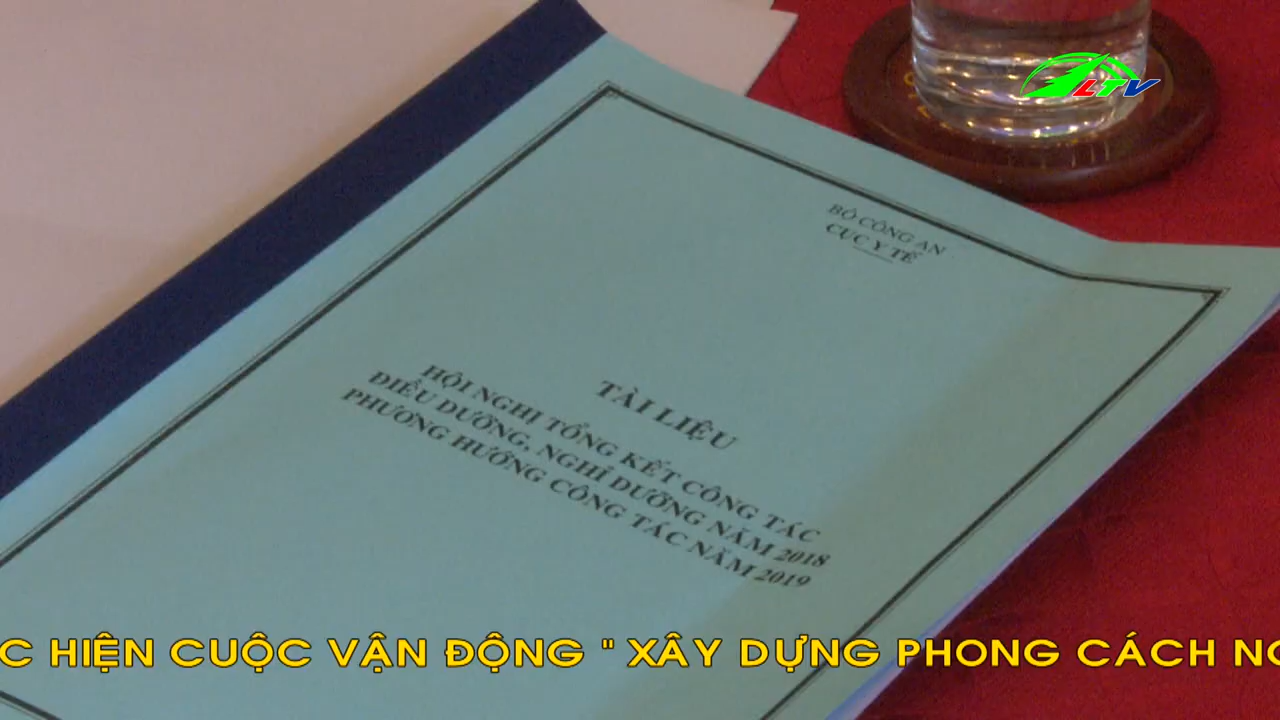 LTV
BỘ CÔNG AN
CỤC Y TẾ
TÀI LIỆU
HỘI NGHỊ TỔNG KẾT CÔNG TÁC
ĐIỀU DƯỠNG, NGHỈ DƯỠNG NĂM 2018
PHƯƠNG HƯỚNG CÔNG TÁC NĂM 2019
C HIỆN CUỘC VẬN ĐỘNG " XÂY DỰNG PHONG CÁCH